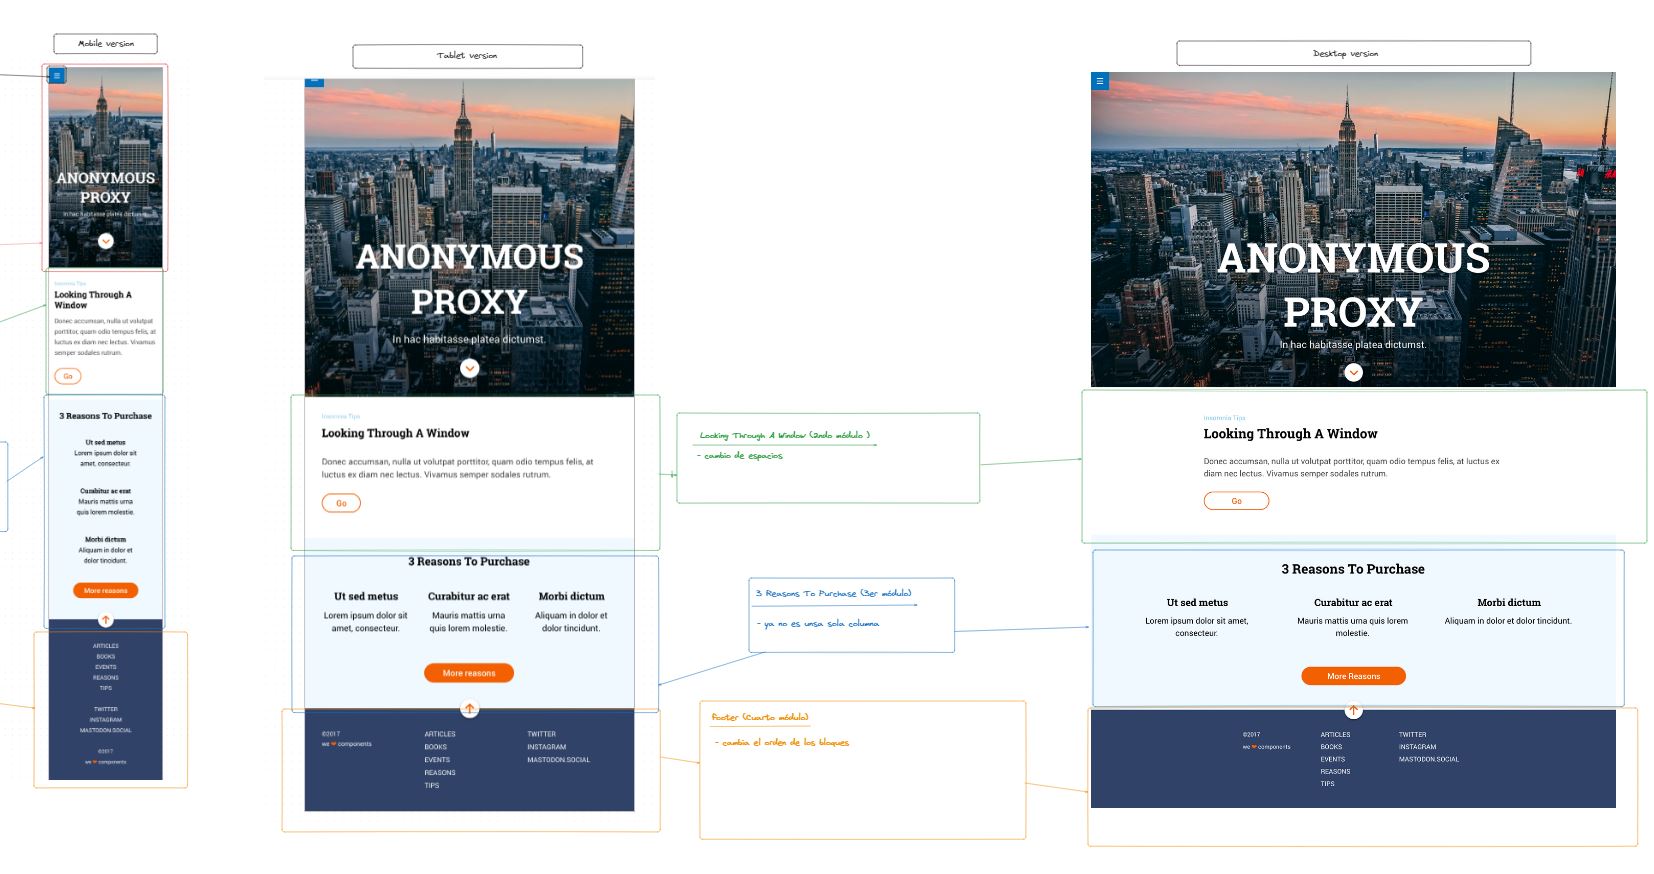 Mobile version
ANONYMOUS
PROXY
In hac habitasse platea dictumst.
Insomnia Tips
Looking Through A
Window
Donec accumsan, nulla ut volutpat
porttitor, quam odio tempus felis, at
luctus ex diam nec lectus. Vivamus
semper sodales rutrum.
Go
3 Reasons To Purchase
Ut sed metus
Lorem ipsum dolor sit
amet, consectetur.
Curabitur ac erat
Mauris mattis urna
quis lorem molestie.
Morbi dictum
Aliquam in dolor et
dolor tincidunt.
More reasons
ARTICLES
BOOKS
EVENTS
REASONS
TIPS
TWITTER
INSTAGRAM
MASTODON.SOCIAL
©2017
we ❤ components
Tablet version
ANONYMOUS
PROXY
In hac habitasse platea dictumst.
Insomnia Tips
Looking Through A Window
Donec accumsan, nulla ut volutpat porttitor, quam odio tempus felis, at
luctus ex diam nec lectus. Vivamus semper sodales rutrum.
Go
3 Reasons To Purchase
Ut sed metus
Lorem ipsum dolor sit
amet, consecteur.
Curabitur ac erat
Mauris mattis urna
quis lorem molestie.
Morbi dictum
Aliquam in dolor et
dolor tincidunt.
More reasons
©2017
we ❤ components
ARTICLES
BOOKS
EVENTS
REASONS
TIPS
TWITTER
INSTAGRAM
MASTODON.SOCIAL
Looking Through A Window (2ndo módulo )
- cambio de espacios
3 Reasons To Purchase (3er módulo)
- ya no es unsa sola columna
Footer (Cuarto módulo)
- cambia el orden de los bloques
Desktop version
ANONYMOUS
PROXY
In hac habitasse platea dictumst.
Insomnia Tips
Looking Through A Window
Donec accumsan, nulla ut volutpat porttitor, quam odio tempus felis, at luctus ex
diam nec lectus. Vivamus semper sodales rutrum.
Go
3 Reasons To Purchase
Ut sed metus
Lorem ipsum dolor sit amet,
consecteur.
Curabitur ac erat
Mauris mattis urna quis lorem
molestie.
Morbi dictum
Aliquam in dolor et dolor tincidunt.
More Reasons
©2017
we ❤ components
ARTICLES
BOOKS
EVENTS
REASONS
TIPS
TWITTER
INSTAGRAM
MASTODON.SOCIAL